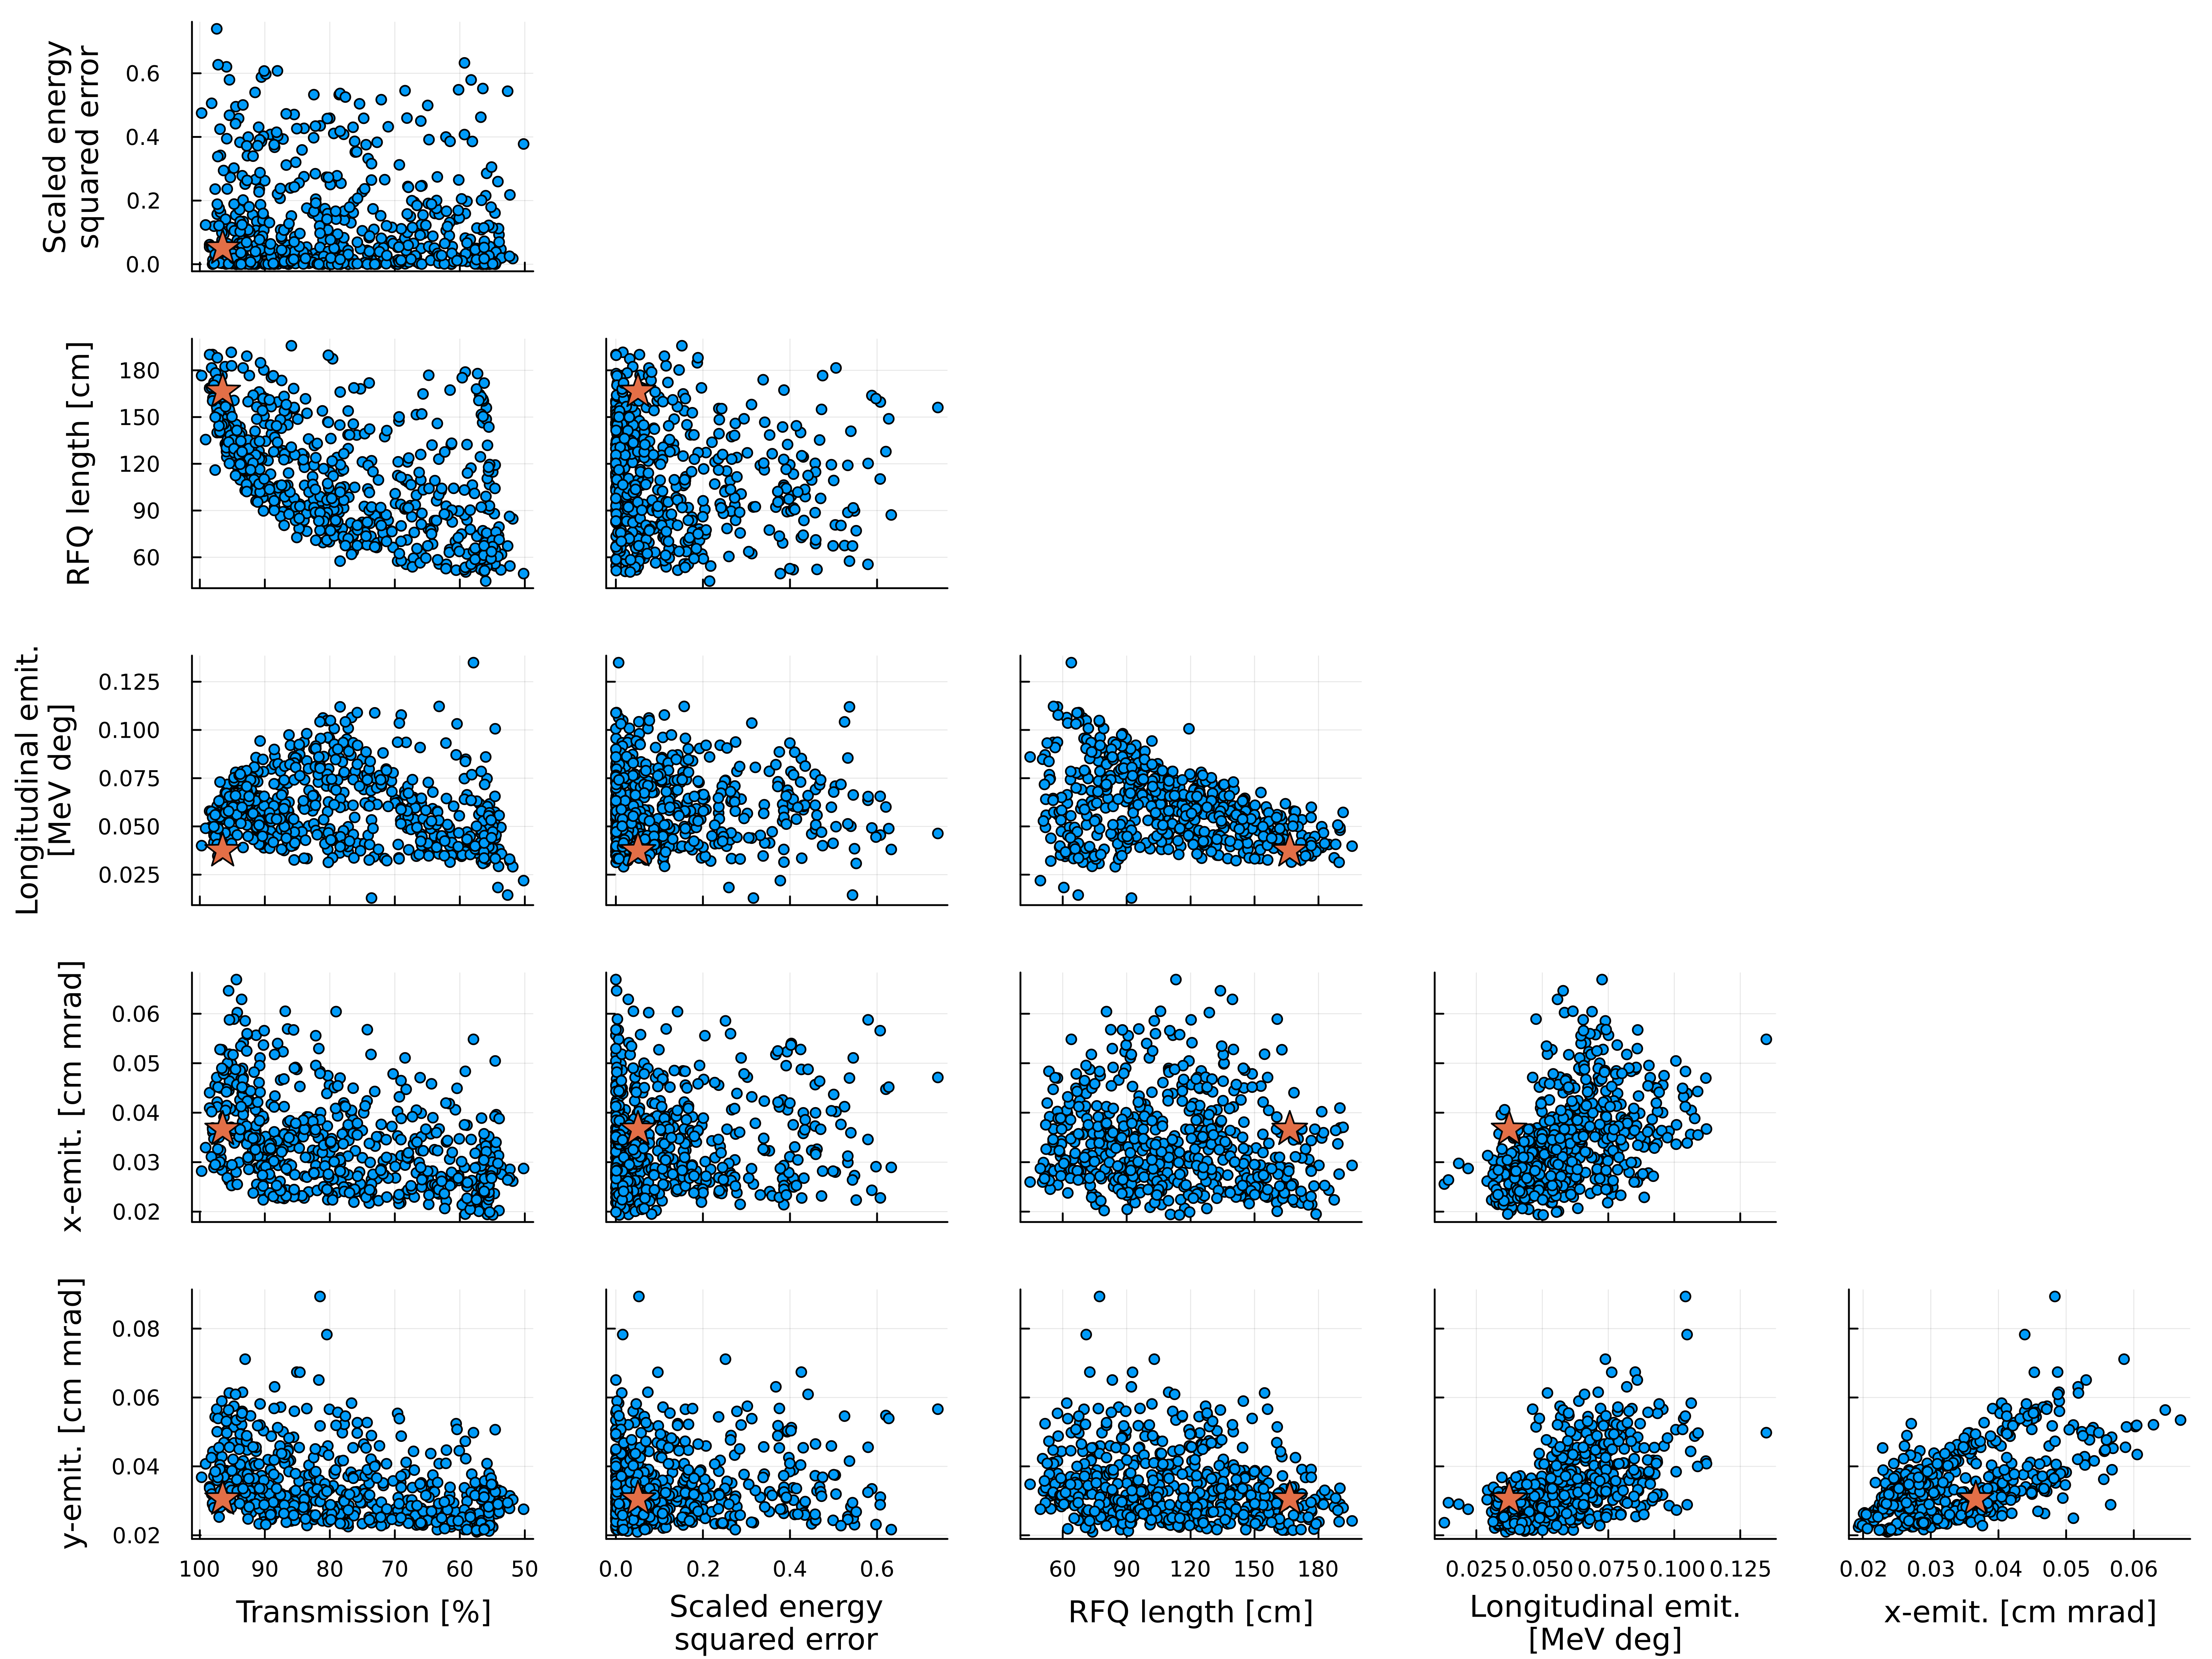 Scaled energy
squared error
0.6
0.4
0.2
0.0
RFQ length [cm]
180
150
120
90
60
Longitudinal emit.
[MeV deg]
0.125
0.100
0.075
0.050
0.025
x-emit. [cm mrad]
0.06
0.05
0.04
0.03
0.02
y-emit. [cm mrad]
0.08
0.06
0.04
0.02
100 90 80 70 60 50
Transmission [%]
0.0 0.2 0.4 0.6
Scaled energy
squared error
60 90 120 150 180
RFQ length [cm]
0.025 0.050 0.075 0.100 0.125
Longitudinal emit.
[MeV deg]
0.02 0.03 0.04 0.05 0.06
x-emit. [cm mrad]